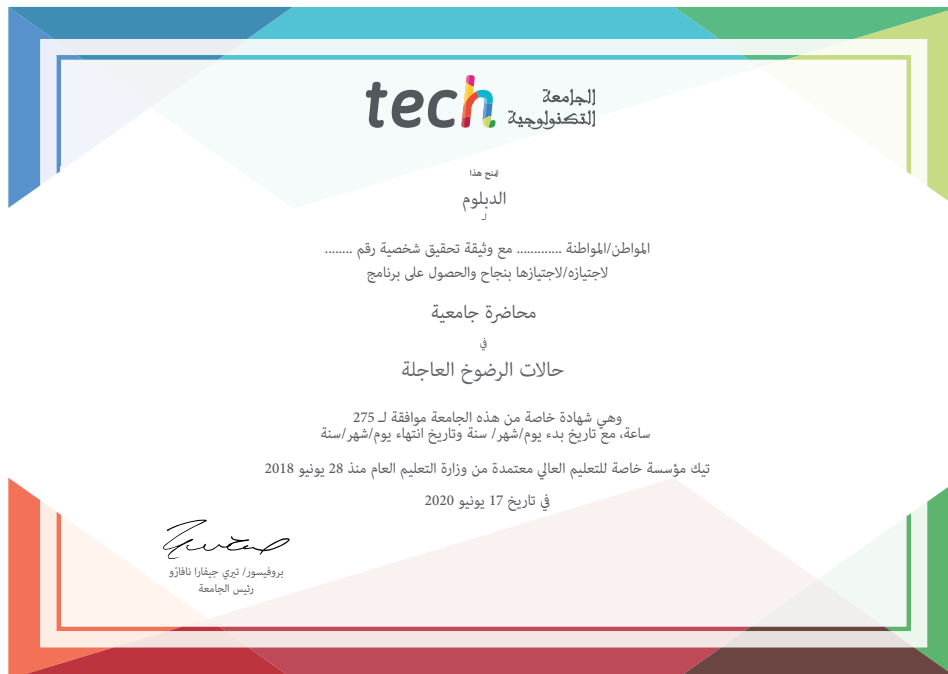 tech الجامعة
التكنولوجية
تمنح هذا
الدبلوم
لـ
المواطن/المواطنة ............. مع وثيقة تحقيق شخصية رقم ........
لاجتيازه/لاجتيازها بنجاح والحصول على برنامج
محاضرة جامعية
في
حالات الرضوخ العاجلة
وهي شهادة خاصة من هذه الجامعة موافقة لـ 275
ساعة، مع تاريخ بدء يوم/شهر/ سنة وتاريخ انتهاء يوم/شهر/سنة
تيك مؤسسة خاصة للتعليم العالي معتمدة من وزارة التعليم العام منذ 28 يونيو 2018
في تاريخ 17 يونيو 2020
بروفيسور/ تيري جيفارا نافارّو
رئيس الجامعة